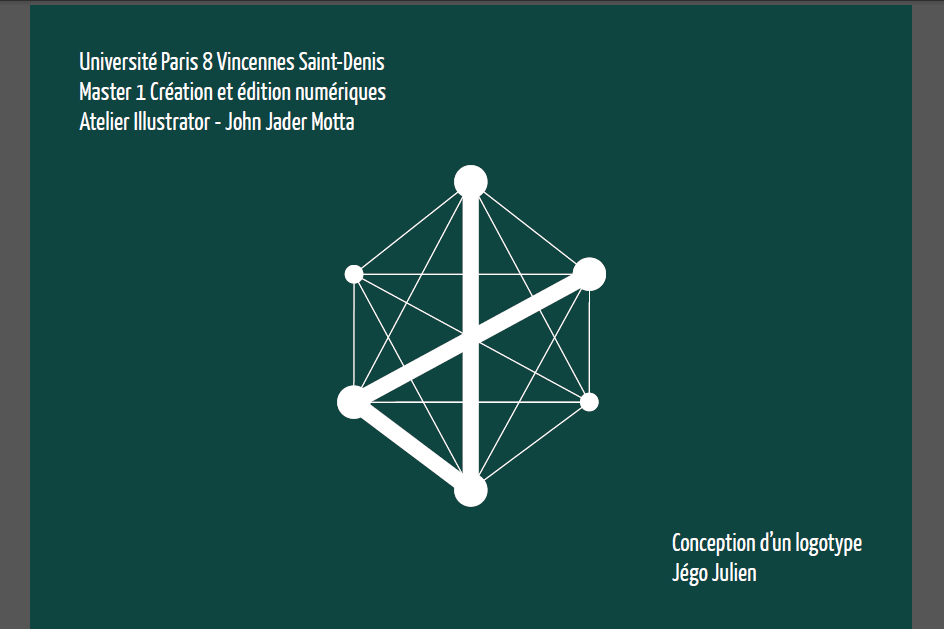 Université Paris 8 Vincennes Saint-Denis
Master 1 Création et édition numériques
Atelier Illustrator - John Jader Motta
Conception d'un logotype
Jégo Julien